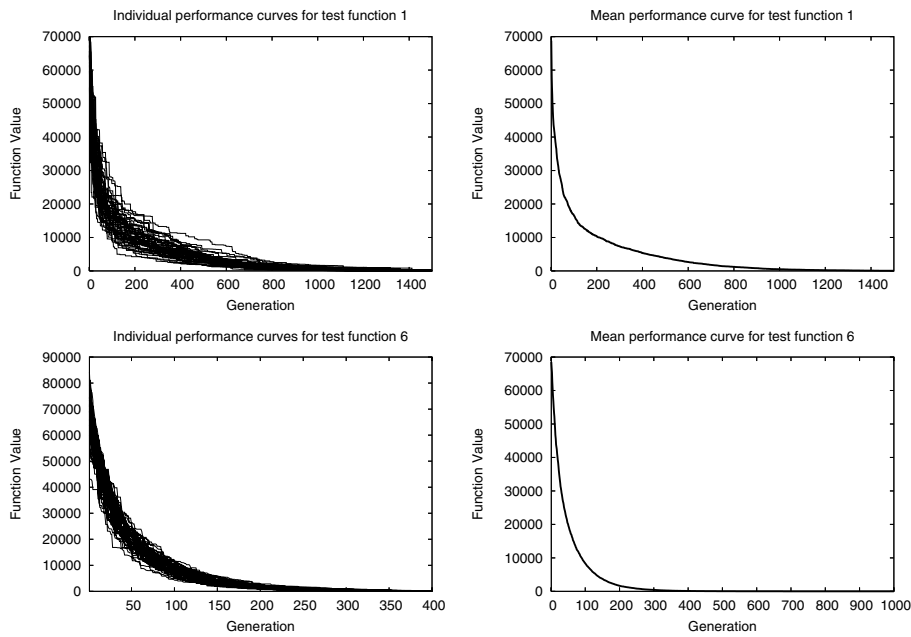 Individual performance curves for test function 1
70000
60000
50000
40000
30000
20000
10000
0
Function Value
0 200 400 600 800 1000 1200 1400
Generation
Mean performance curves for test function 1
70000
60000
50000
40000
30000
20000
10000
0
Function Value
0 200 400 600 800 1000 1200 1400
Generation
Individual performance curves for test function 6
90000
80000
70000
60000
50000
40000
30000
20000
10000
0
Function Value
50 100 150 200 250 300 350 400
Generation
Mean performance curve for test function 6
70000
60000
50000
40000
30000
20000
10000
0
Function Value
0 100 200 300 400 500 600 700 800 900 1000
Generation